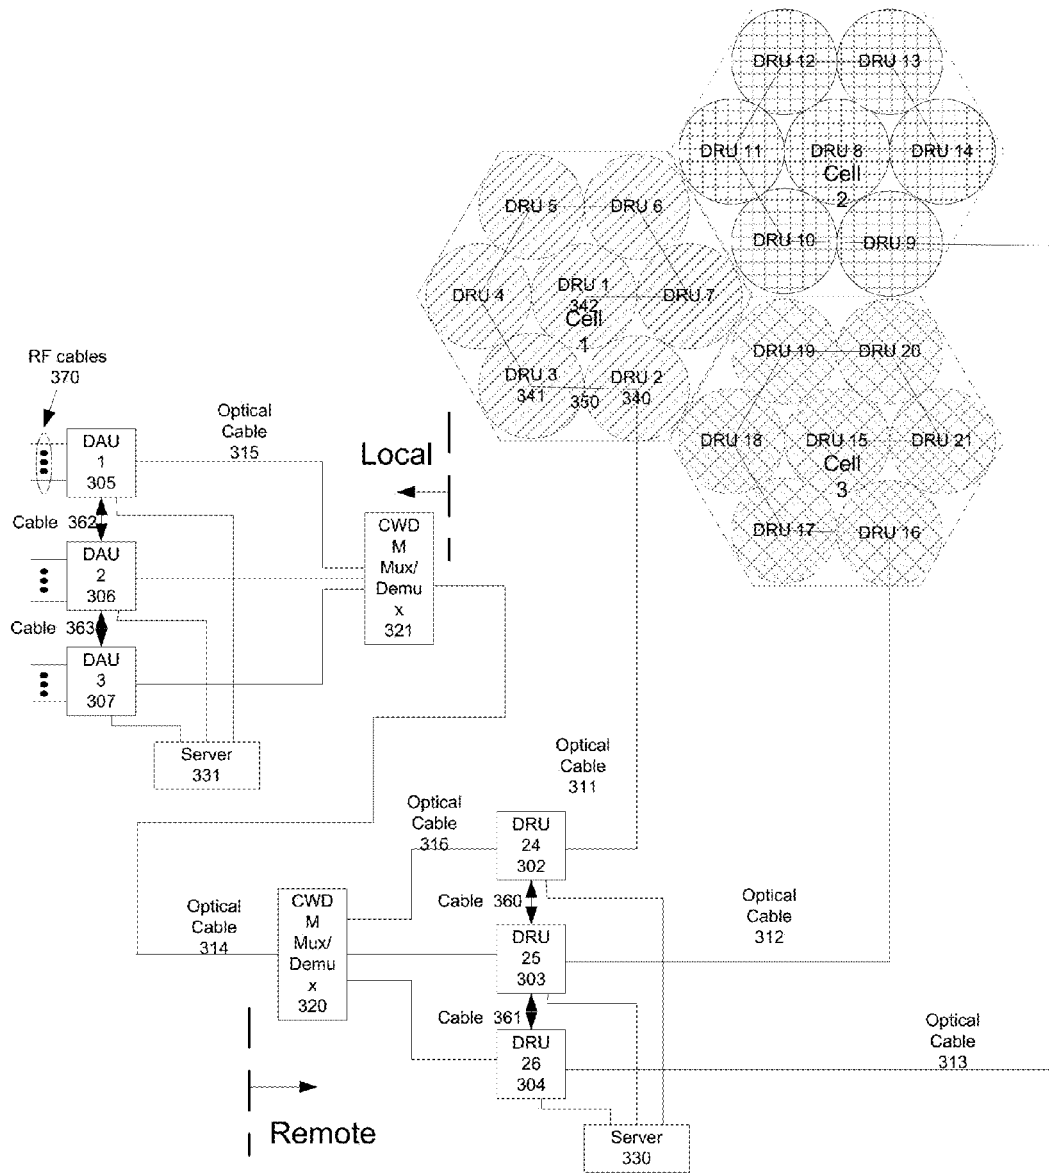 DRU 12
DRU 13
DRU 11
DRU 8
DRU 14
Cell
2
DRU 10
DRU 9
DRU 5
DRU 6
DRU 4
DRU 1
342
DRU 7
Cell
1
DRU 3
341
350
DRU 2
340
DRU 19
DRU 20
DRU 18
DRU 15
DRU 21
Cell
3
DRU 17
DRU 16
RF cables
370
DAU
1
305
Optical
Cable
315
Local
Cable 362
DAU
2
306
CWD
M
Mux/
Demu
x
321
Cable 363
DAU
3
307
Server
331
Optical
Cable
311
Optical
Cable
316
DRU
24
302
Optical
Cable
314
CWD
M
Mux/
Demu
x
320
Cable 360
Optical
Cable
312
DRU
25
303
Cable 361
DRU
26
304
Optical
Cable
313
Remote
Server
330